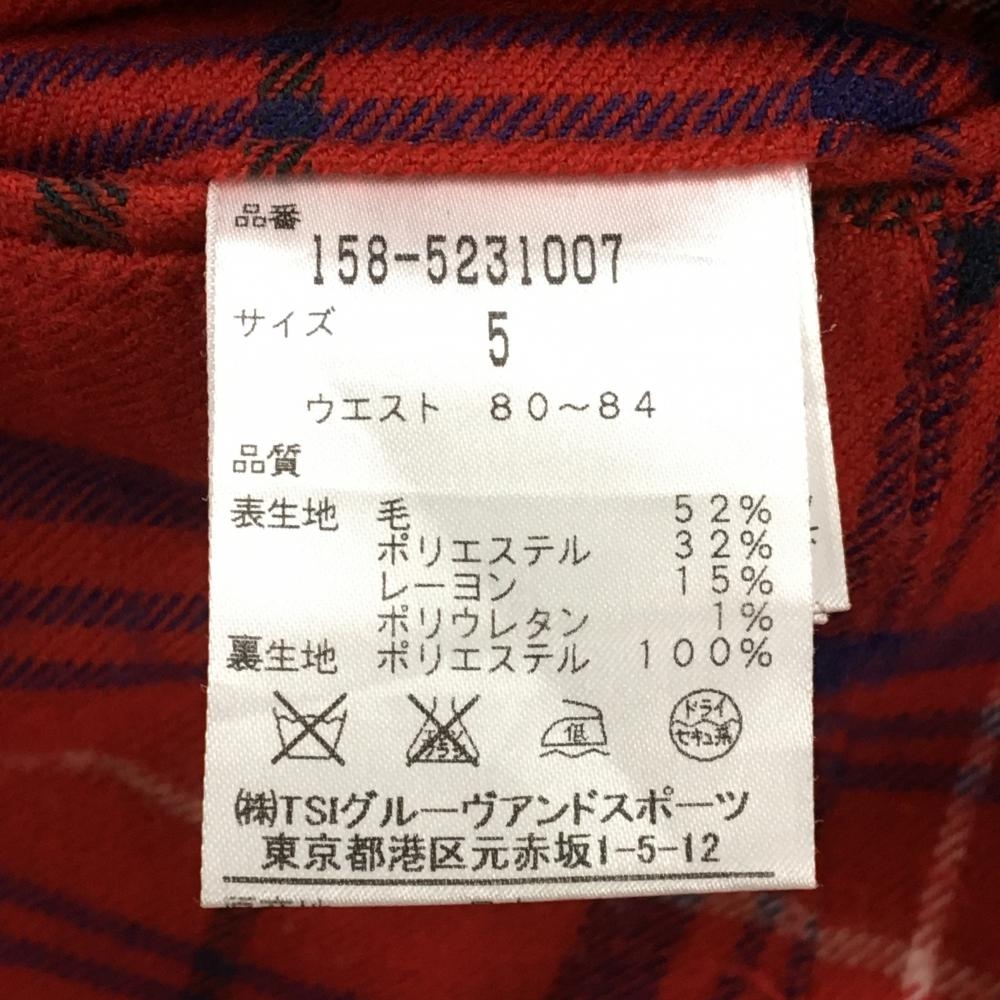 品番
158-5231007
サイズ 5
ウエスト 80～84
品質
表生地 毛 52%
ポリエステル 32%
レーヨン 15%
ポリウレタン 1%
裏生地 ポリエステル 100%
低 ドライ
セキユ系
㈱TSIグルーヴアンドスポーツ
東京都港区元赤坂1-5-12